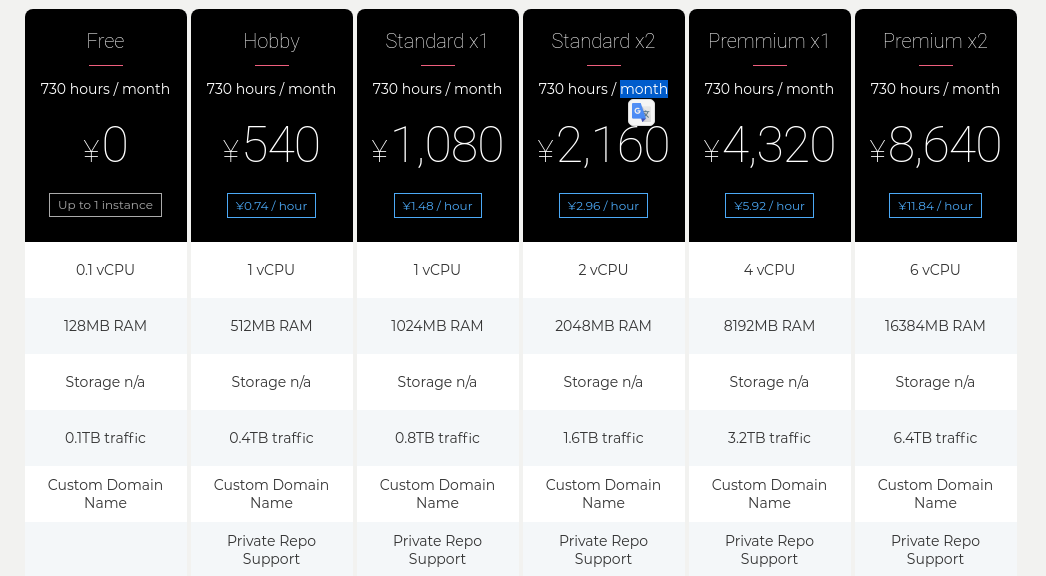 Free
Hobby
Standard x1
Standard x2
Premmium x1
Premium x2
730 hours / month
730 hours / month
730 hours / month
730 hours / month
730 hours / month
730 hours / month
¥0
¥540
¥1,080
¥2,160
¥4,320
¥8,640
Up to 1 instance
¥0.74 / hour
¥1.48 / hour
¥2.96 / hour
¥5.92 / hour
¥11.84 / hour
0.1 vCPU
1 vCPU
1 vCPU
2 vCPU
4 vCPU
6 vCPU
128MB RAM
512MB RAM
1024MB RAM
2048MB RAM
8192MB RAM
16384MB RAM
Storage n/a
Storage n/a
Storage n/a
Storage n/a
Storage n/a
Storage n/a
0.1TB traffic
0.4TB traffic
0.8TB traffic
1.6TB traffic
3.2TB traffic
6.4TB traffic
Custom Domain
Name
Custom Domain
Name
Custom Domain
Name
Custom Domain
Name
Custom Domain
Name
Custom Domain
Name
Private Repo
Support
Private Repo
Support
Private Repo
Support
Private Repo
Support
Private Repo
Support